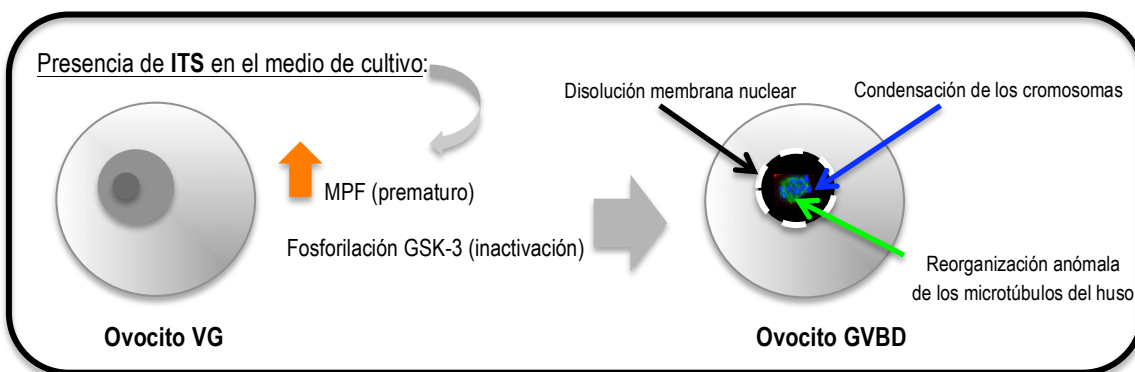 Presencia de ITS en el medio de cultivo:
Disolución membrana nuclear
Condensación de los cromosomas
MPF (prematuro)
Fosforilación GSK-3 (inactivación)
Reorganización anómala
de los microtúbulos del huso
Ovocito VG
Ovocito GVBD